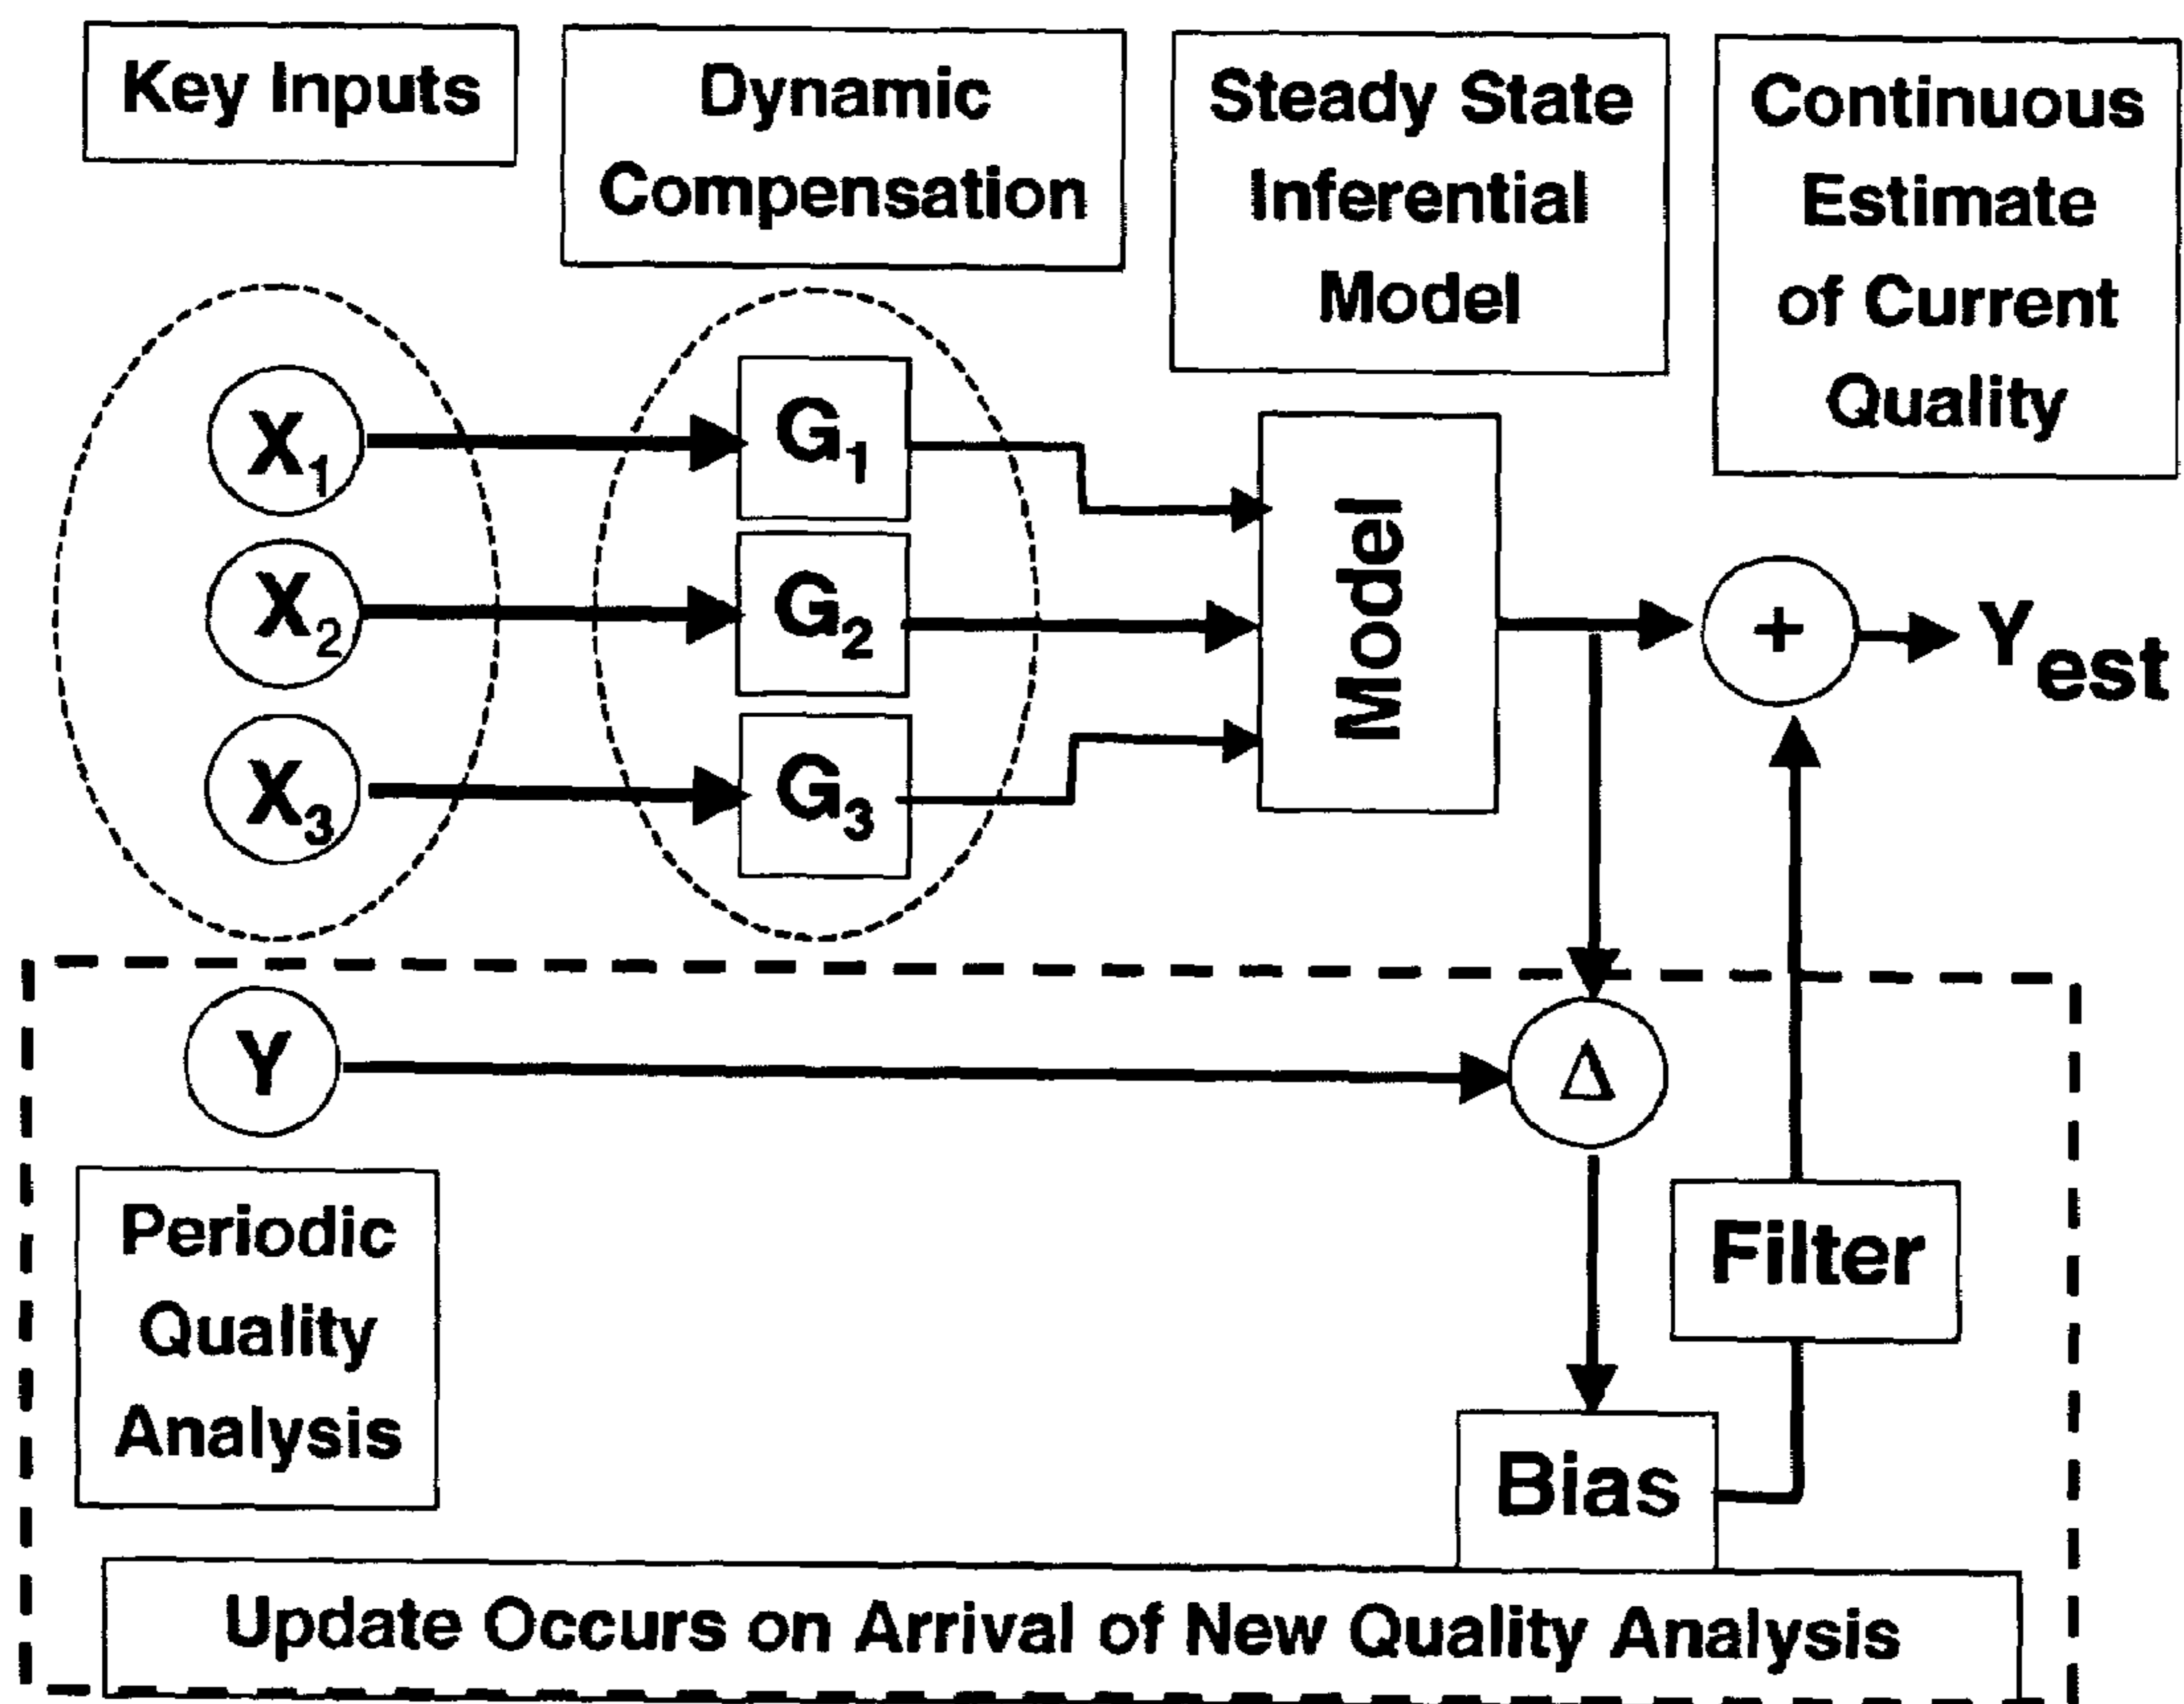 Key Inputs
Dynamic
Compensation
Steady State
Inferential
Model
Continuous
Estimate
of Current
Quality
X1
G1
X2
G2
X3
G3
Model
+
Yest
Y
Δ
Periodic
Quality
Analysis
Filter
Bias
Update Occurs on Arrival of New Quality Analysis